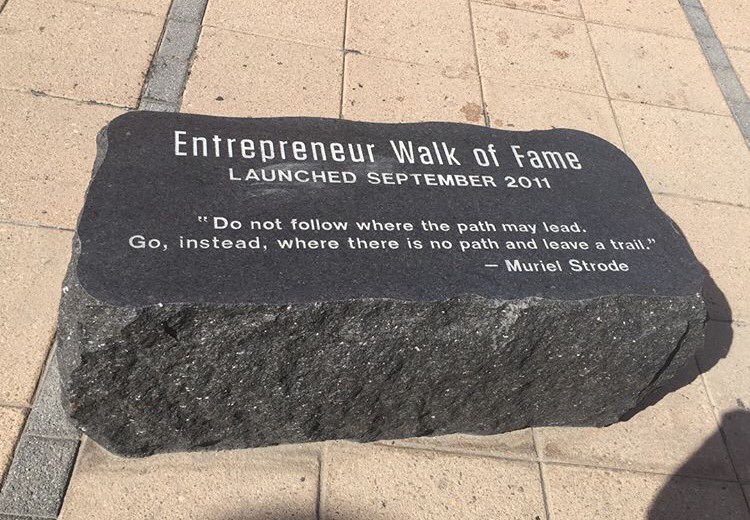 Entrepreneur Walk of Fame
LAUNCHED SEPTEMBER 2011
"Do not follow where the path may lead.
Go, instead, where there is no path and leave a trail."
— Muriel Strode